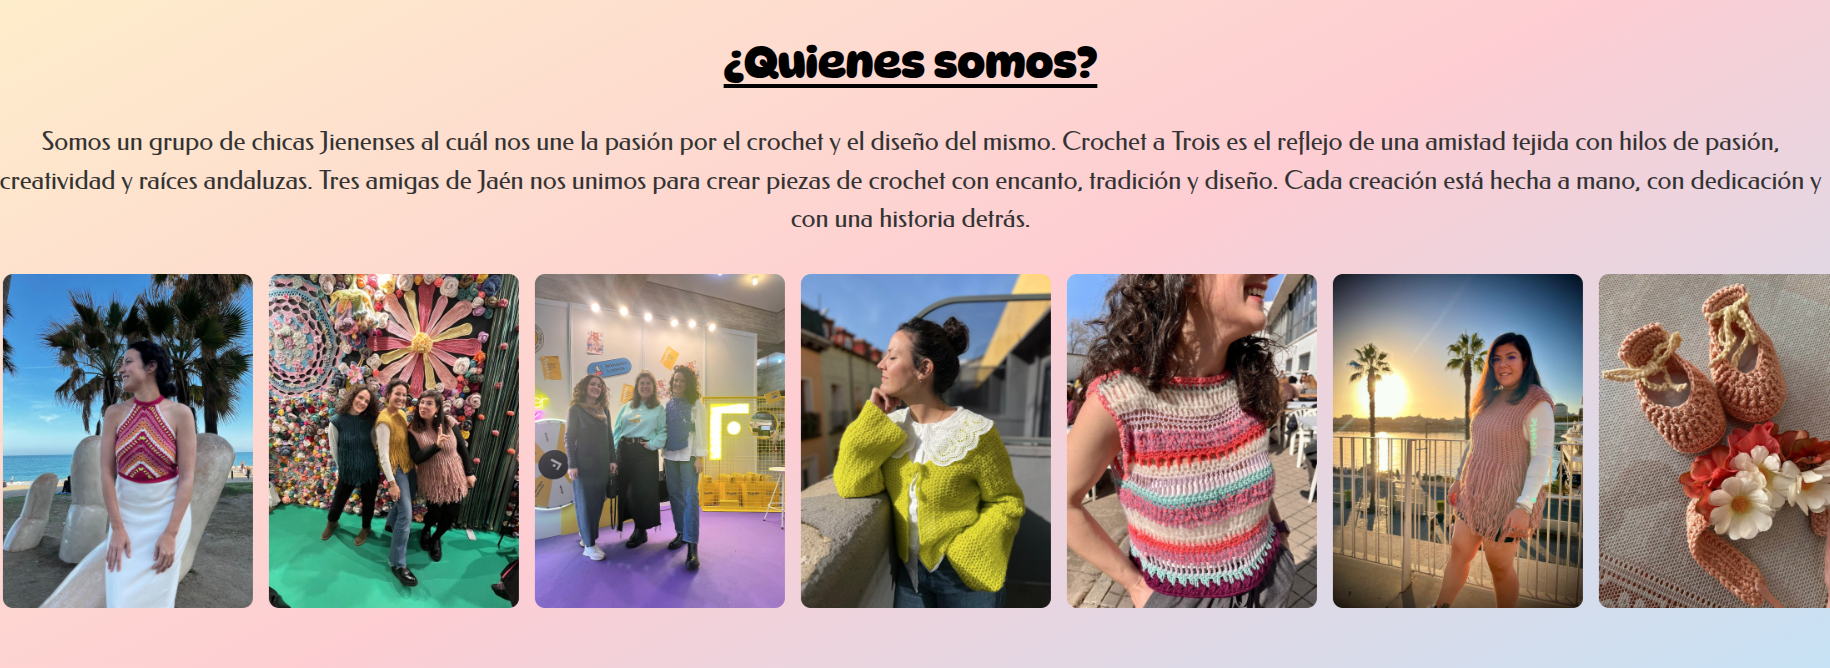 ¿Quienes somos?
Somos un grupo de chicas Jienenses al cuál nos une la pasión por el crochet y el diseño del mismo. Crochet a Trois es el reflejo de una amistad tejida con hilos de pasión,
creatividad y raíces andaluzas. Tres amigas de Jaén nos unimos para crear piezas de crochet con encanto, tradición y diseño. Cada creación está hecha a mano, con dedicación y
con una historia detrás.